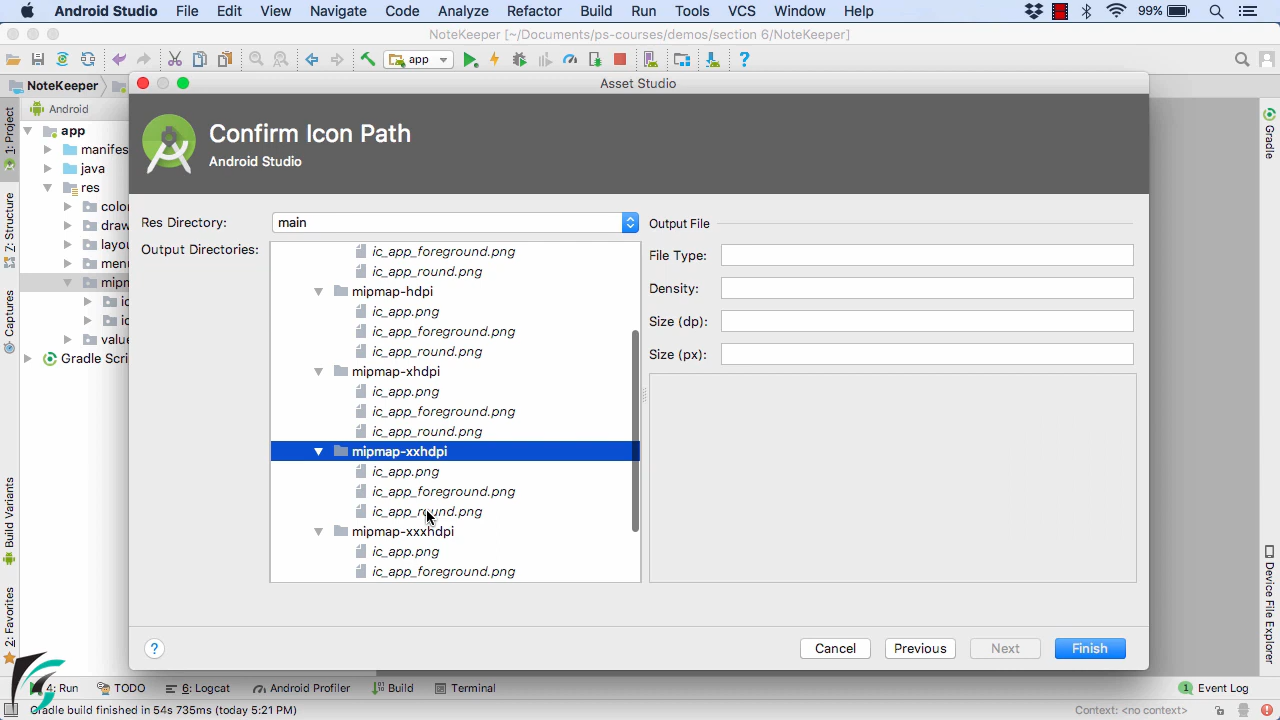 Android Studio File Edit View Navigate Code Analyze Refactor Build Run Tools VCS Window Help 99%
NoteKeeper [~/Documents/ps-courses/demos/section 6/NoteKeeper]
app
NoteKeeper
Asset Studio
Android
Confirm Icon Path
Android Studio
app
manifes
java
res
colo
draw
layou
menu
mipm
ic
ic
value
Gradle Scri
1: Project
7: Structure
Captures
Build Variants
2: Favorites
Gradle
Device File Explorer
Res Directory:
main
Output Directories:
ic_app_foreground.png
ic_app_round.png
mipmap-hdpi
ic_app.png
ic_app_foreground.png
ic_app_round.png
mipmap-xhdpi
ic_app.png
ic_app_foreground.png
ic_app_round.png
mipmap-xxhdpi
ic_app.png
ic_app_foreground.png
ic_app_round.png
mipmap-xxxhdpi
ic_app.png
ic_app_foreground.png
Output File
File Type:
Density:
Size (dp):
Size (px):
?
Cancel Previous Next Finish
4: Run TODO 6: Logcat Android Profiler Build Terminal 1 Event Log
Gradle build finished in 54s 735ms (today 5:21 PM) Context: <no context>